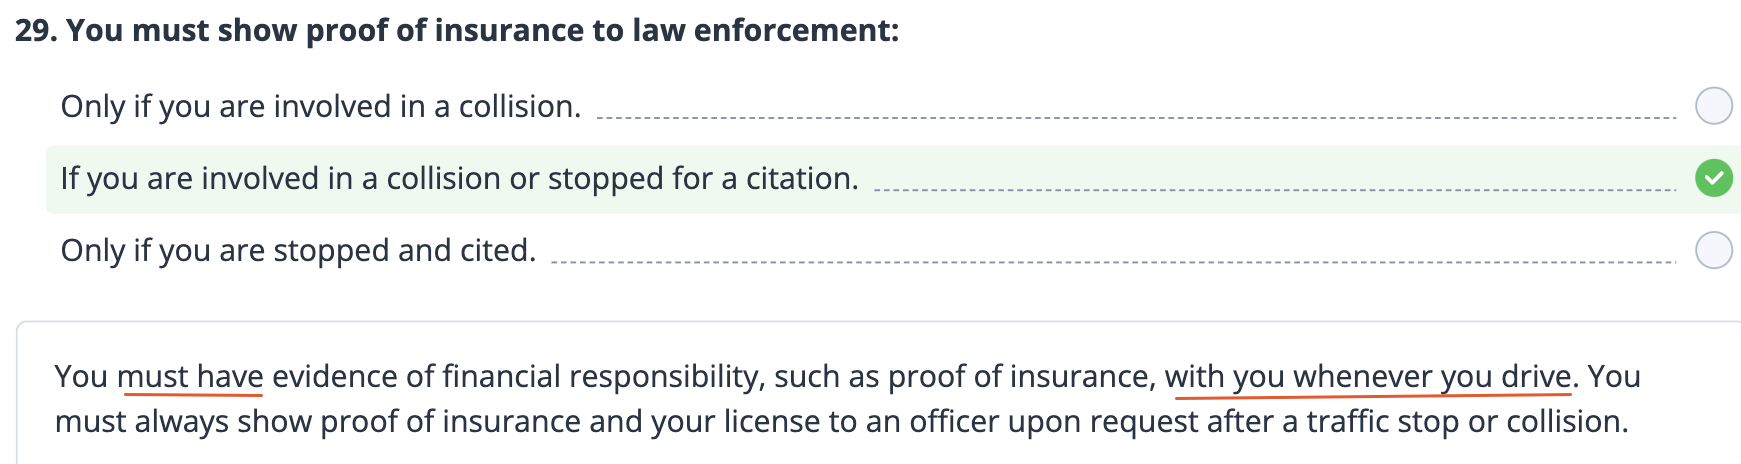 29. You must show proof of insurance to law enforcement:
Only if you are involved in a collision.
If you are involved in a collision or stopped for a citation.
Only if you are stopped and cited.
You must have evidence of financial responsibility, such as proof of insurance, with you whenever you drive. You
must always show proof of insurance and your license to an officer upon request after a traffic stop or collision.